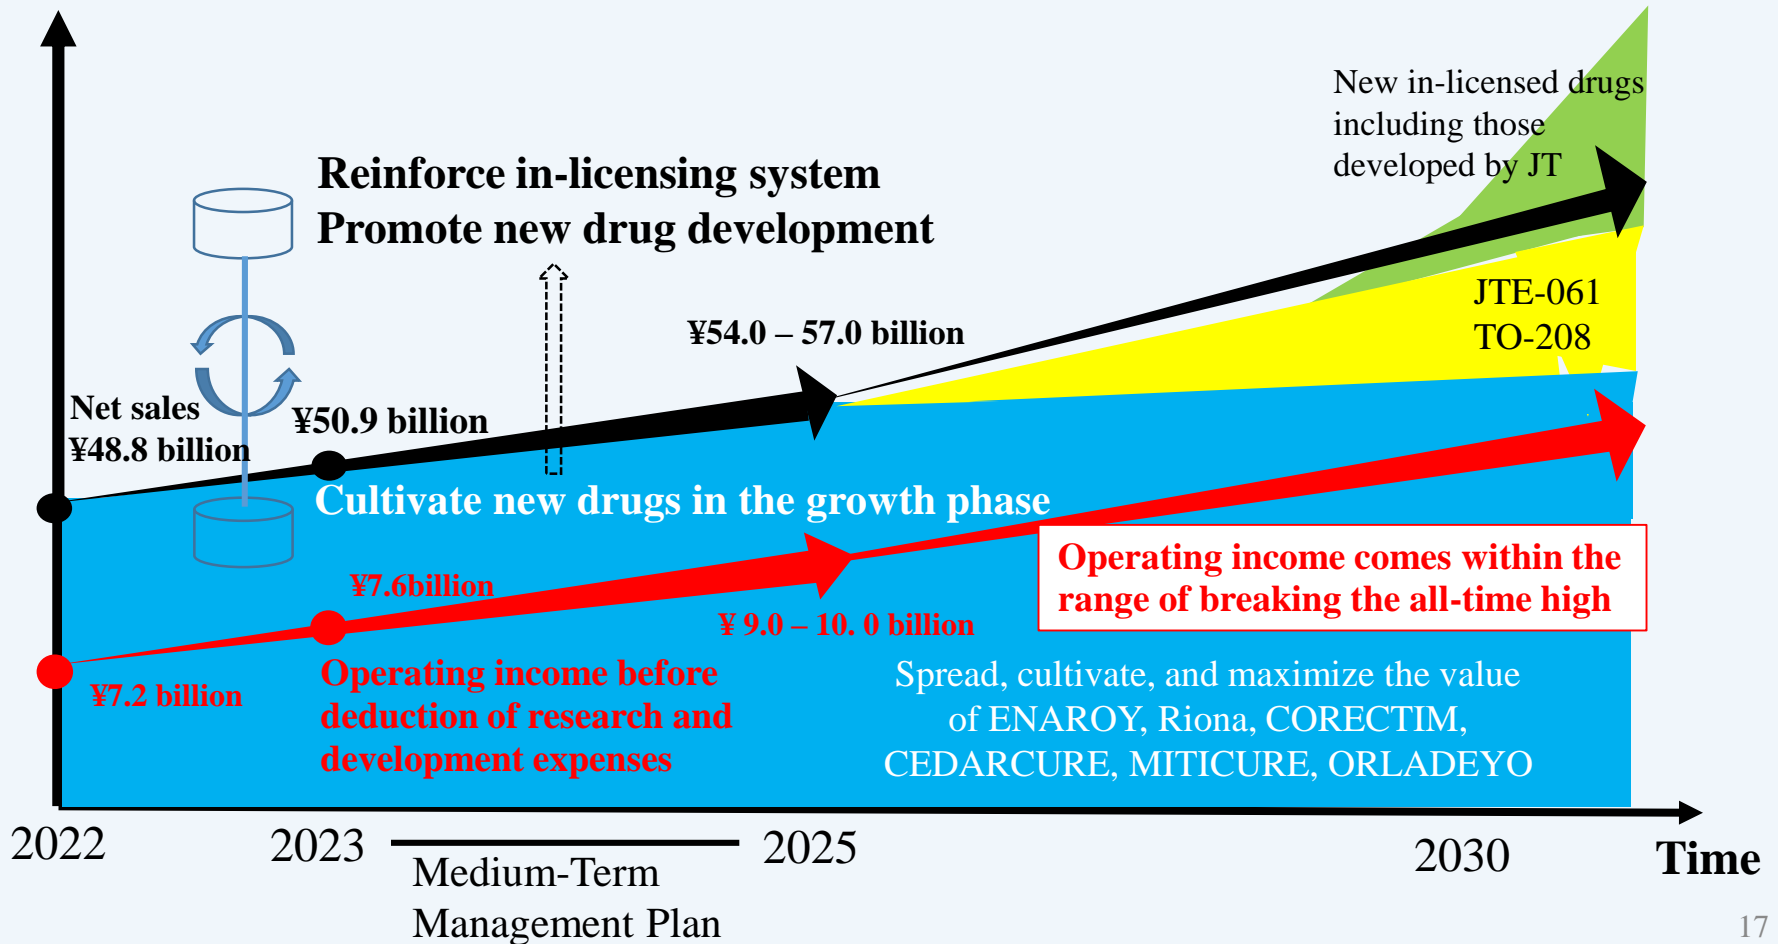 New in-licensed drugs
including those
developed by JT
Reinforce in-licensing system
Promote new drug development
JTE-061
TO-208
¥54.0 – 57.0 billion
Net sales
¥48.8 billion
¥50.9 billion
Cultivate new drugs in the growth phase
Operating income comes within the
range of breaking the all-time high
¥7.6billion
¥ 9.0 – 10. 0 billion
¥7.2 billion
Operating income before
deduction of research and
development expenses
Spread, cultivate, and maximize the value
of ENAROY, Riona, CORECTIM,
CEDARCURE, MITICURE, ORLADEYO
2022
2023
2025
2030
Time
Medium-Term
Management Plan
17